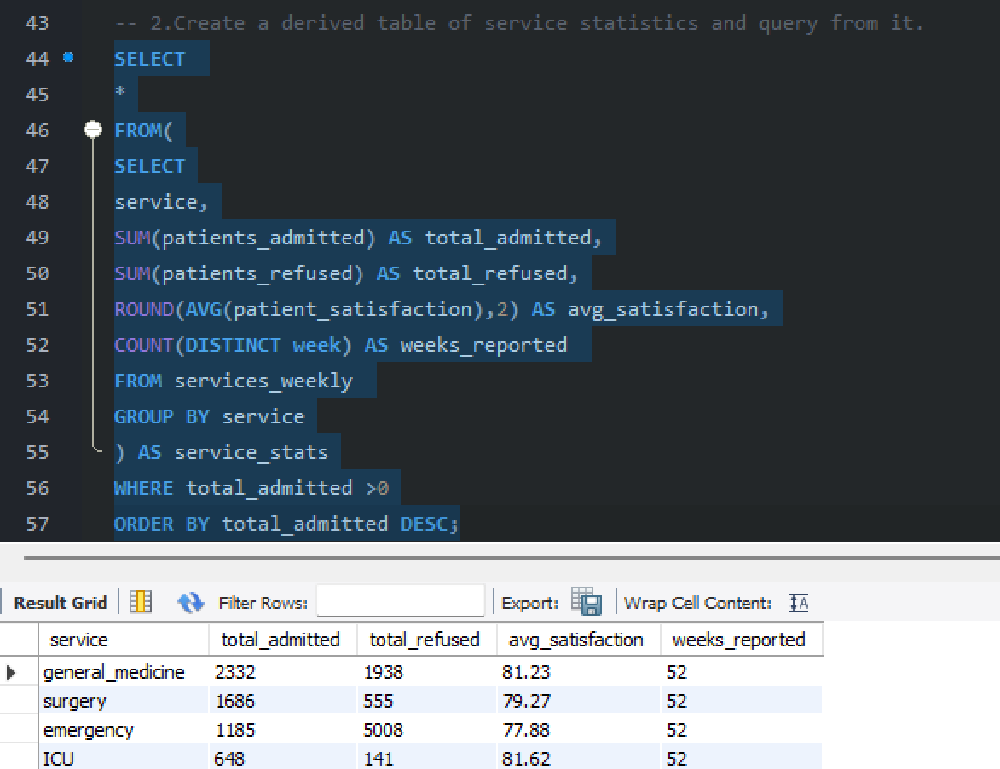 43 -- 2.Create a derived table of service statistics and query from it.
44 SELECT
45 *
46 FROM(
47 SELECT
48 service,
49 SUM(patients_admitted) AS total_admitted,
50 SUM(patients_refused) AS total_refused,
51 ROUND(AVG(patient_satisfaction),2) AS avg_satisfaction,
52 COUNT(DISTINCT week) AS weeks_reported
53 FROM services_weekly
54 GROUP BY service
55 ) AS service_stats
56 WHERE total_admitted >0
57 ORDER BY total_admitted DESC;
Result Grid Filter Rows: Export: Wrap Cell Content: IA
service total_admitted total_refused avg_satisfaction weeks_reported
general_medicine 2332 1938 81.23 52
surgery 1686 555 79.27 52
emergency 1185 5008 77.88 52
ICU 648 141 81.62 52